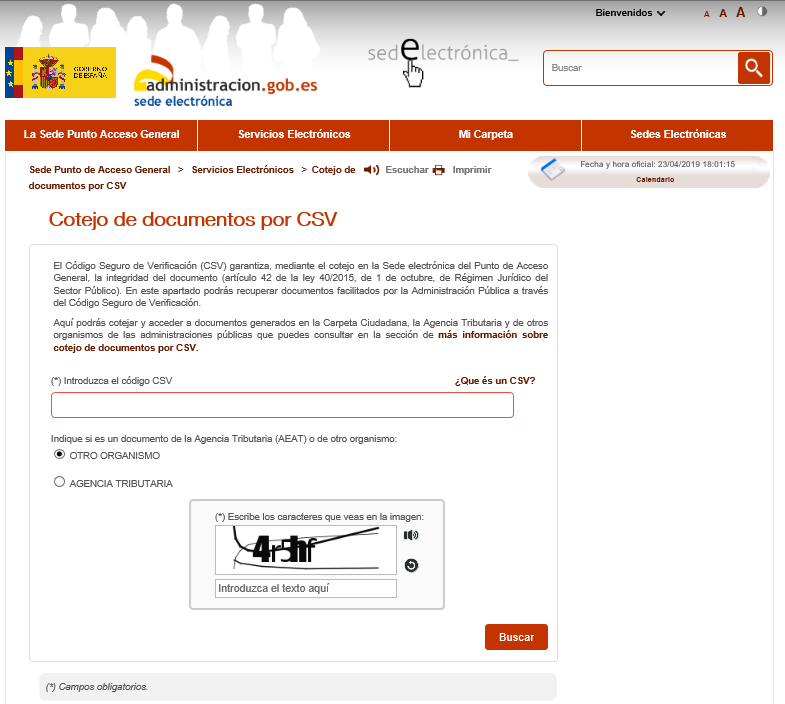 Bienvenidos
A A A
GOBIERNO
DE ESPAÑA
administracion.gob.es
sede electrónica
sedelectrónica_
Buscar
La Sede Punto Acceso General
Servicios Electrónicos
Mi Carpeta
Sedes Electrónicas
Sede Punto de Acceso General > Servicios Electrónicos > Cotejo de
documentos por CSV
Escuchar
Imprimir
Fecha y hora oficial: 23/04/2019 18:01:15
Calendario
Cotejo de documentos por CSV
El Código Seguro de Verificación (CSV) garantiza, mediante el cotejo en la Sede electrónica del Punto de Acceso
General, la integridad del documento (artículo 42 de la ley 40/2015, de 1 de octubre, de Régimen Jurídico del
Sector Público). En este apartado podrás recuperar documentos facilitados por la Administración Pública a través
del Código Seguro de Verificación.
Aquí podrás cotejar y acceder a documentos generados en la Carpeta Ciudadana, la Agencia Tributaria y de otros
organismos de las administraciones públicas que puedes consultar en la sección de más información sobre
cotejo de documentos por CSV.
(*) Introduzca el código CSV
¿Que és un CSV?
Indique si es un documento de la Agencia Tributaria (AEAT) o de otro organismo:
OTRO ORGANISMO
AGENCIA TRIBUTARIA
(*) Escribe los caracteres que veas en la imagen:
Introduzca el texto aquí
Buscar
(*) Campos obligatorios.